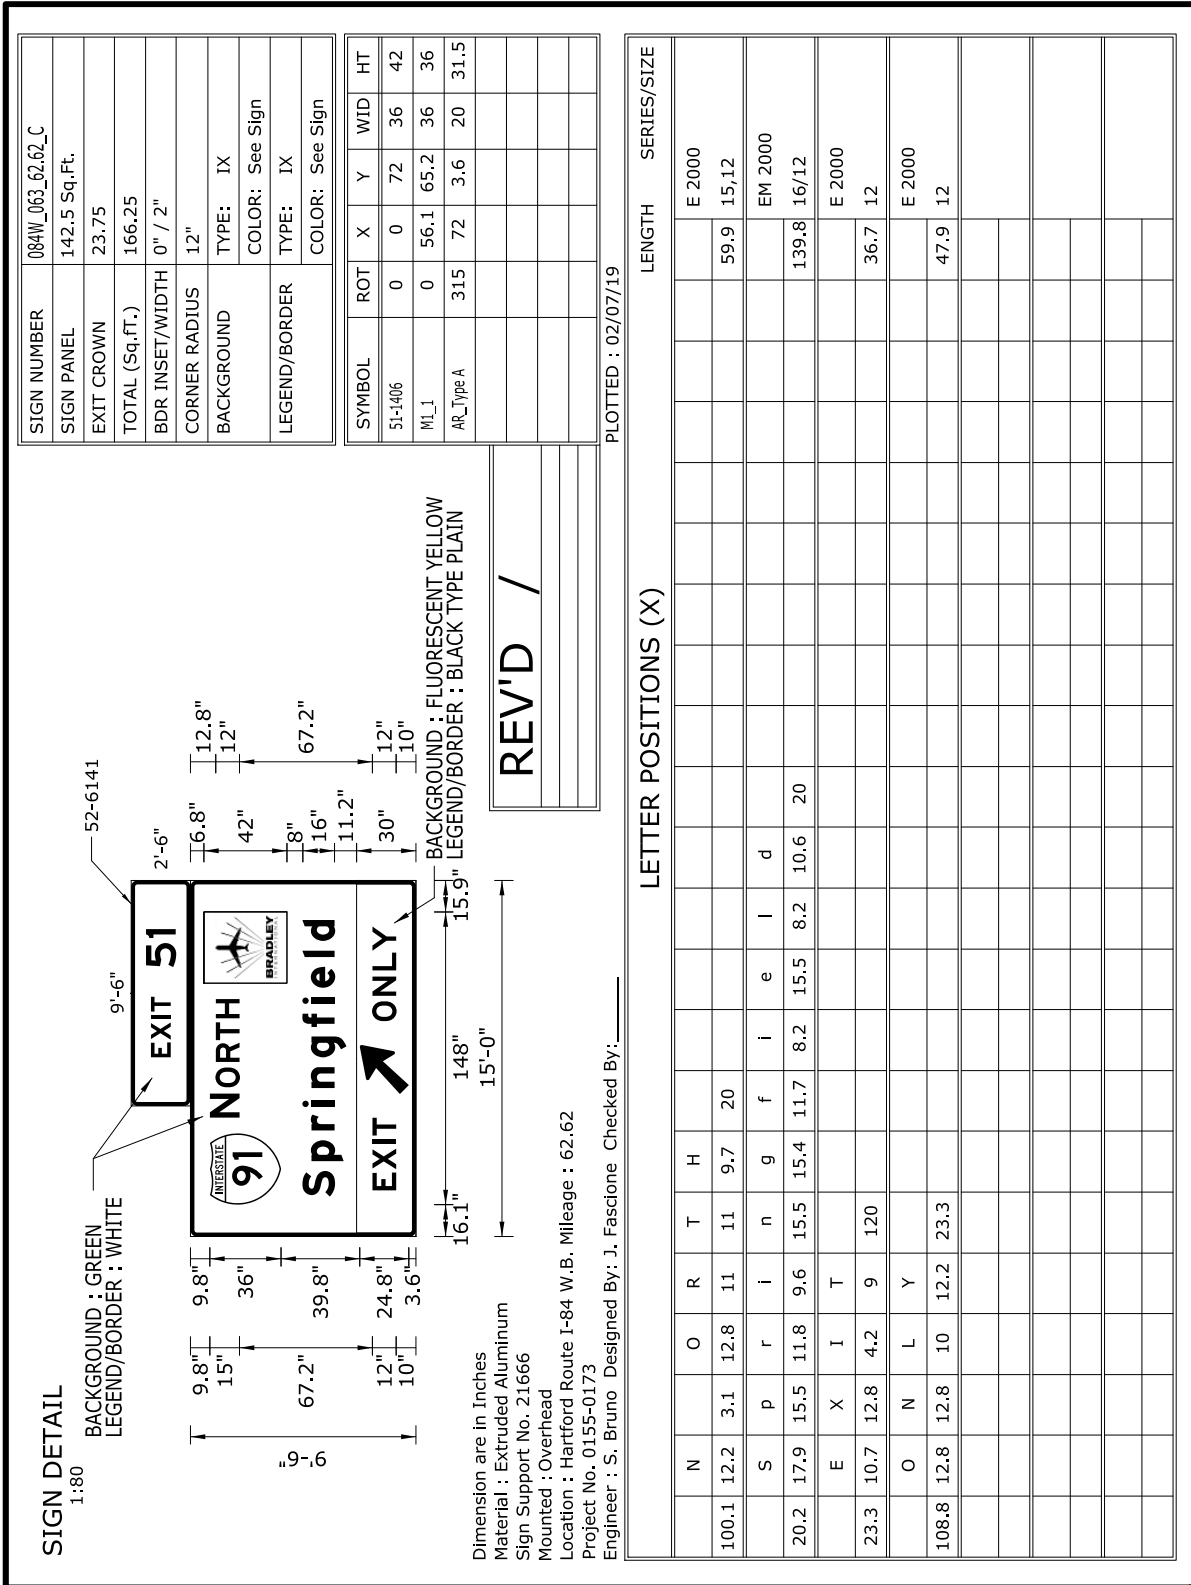 SIGN DETAIL
1:80
BACKGROUND : GREEN
LEGEND/BORDER : WHITE
52-6141
9'-6"
2'-6"
EXIT 51
INTERSTATE
91
NORTH
BRADLEY
INTERNATIONAL
Springfield
EXIT ONLY
9'-6"
9.8"
15"
67.2"
12"
10"
9.8"
36"
39.8"
24.8"
3.6"
6.8"
42"
8"
16"
11.2"
30"
12.8"
12"
67.2"
12"
10"
16.1" 148" 15.9"
15'-0"
BACKGROUND : FLUORESCENT YELLOW
LEGEND/BORDER : BLACK TYPE PLAIN
Dimension are in Inches
Material : Extruded Aluminum
Sign Support No. 21666
Mounted : Overhead
Location : Hartford Route I-84 W.B. Mileage : 62.62
Project No. 0155-0173
Engineer : S. Bruno Designed By: J. Fascione Checked By:
REV'D /
SIGN NUMBER 084W_063_62.62_C
SIGN PANEL 142.5 Sq.Ft.
EXIT CROWN 23.75
TOTAL (Sq.fT.) 166.25
BDR INSET/WIDTH 0" / 2"
CORNER RADIUS 12"
BACKGROUND TYPE: IX
COLOR: See Sign
LEGEND/BORDER TYPE: IX
COLOR: See Sign
SYMBOL ROT X Y WID HT
51-1406 0 0 72 36 42
M1_1 0 56.1 65.2 36 36
AR_Type A 315 72 3.6 20 31.5
PLOTTED : 02/07/19
LETTER POSITIONS (X) LENGTH SERIES/SIZE
N O R T H E 2000
100.1 12.2 3.1 12.8 11 11 9.7 20 59.9 15,12
S p r i n g f i e l d EM 2000
20.2 17.9 15.5 11.8 9.6 15.5 15.4 11.7 8.2 15.5 8.2 10.6 20 139.8 16/12
E X I T E 2000
23.3 10.7 12.8 4.2 9 120 36.7 12
O N L Y E 2000
108.8 12.8 12.8 10 12.2 23.3 47.9 12